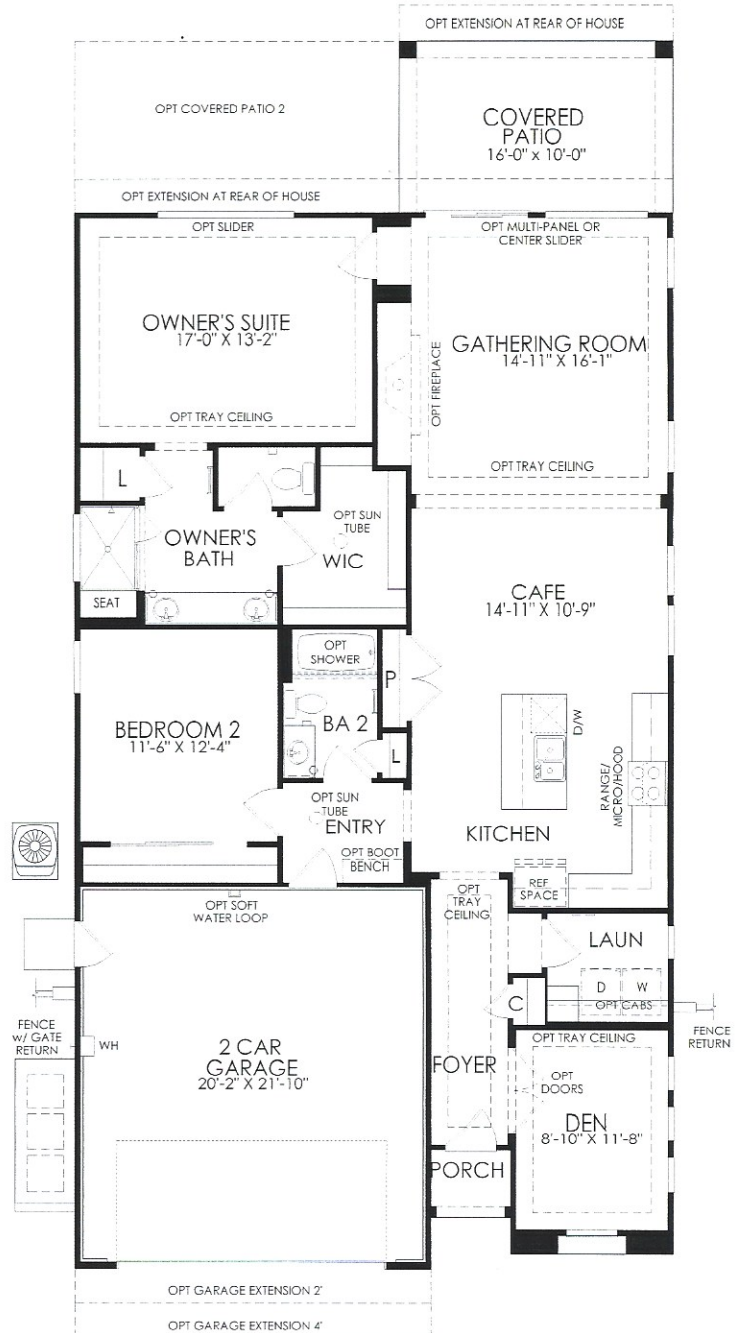 OPT EXTENSION AT REAR OF HOUSE
OPT COVERED PATIO 2
COVERED
PATIO
16'-0" x 10'-0"
OPT EXTENSION AT REAR OF HOUSE
OPT SLIDER
OPT MULTI-PANEL OR
CENTER SLIDER
OWNER'S SUITE
17'-0" X 13'-2"
GATHERING ROOM
14'-11" X 16'-1"
OPT FIREPLACE
OPT TRAY CEILING
OPT TRAY CEILING
L
OPT SUN
TUBE
OWNER'S
BATH
WIC
SEAT
CAFE
14'-11" X 10'-9"
OPT
SHOWER
P
BEDROOM 2
11'-6" X 12'-4"
BA 2
L
D/W
RANGE/
MICRO/HOOD
OPT SUN
TUBE
ENTRY
KITCHEN
OPT BOOT
BENCH
REF
SPACE
OPT
TRAY
CEILING
OPT SOFT
WATER LOOP
LAUN
D
W
C
OPT CABS
FENCE
w/ GATE
RETURN
WH
FENCE
RETURN
OPT TRAY CEILING
2 CAR
GARAGE
20'-2" X 21'-10"
FOYER
OPT
DOORS
DEN
8'-10" X 11'-8"
PORCH
OPT GARAGE EXTENSION 2'
OPT GARAGE EXTENSION 4'